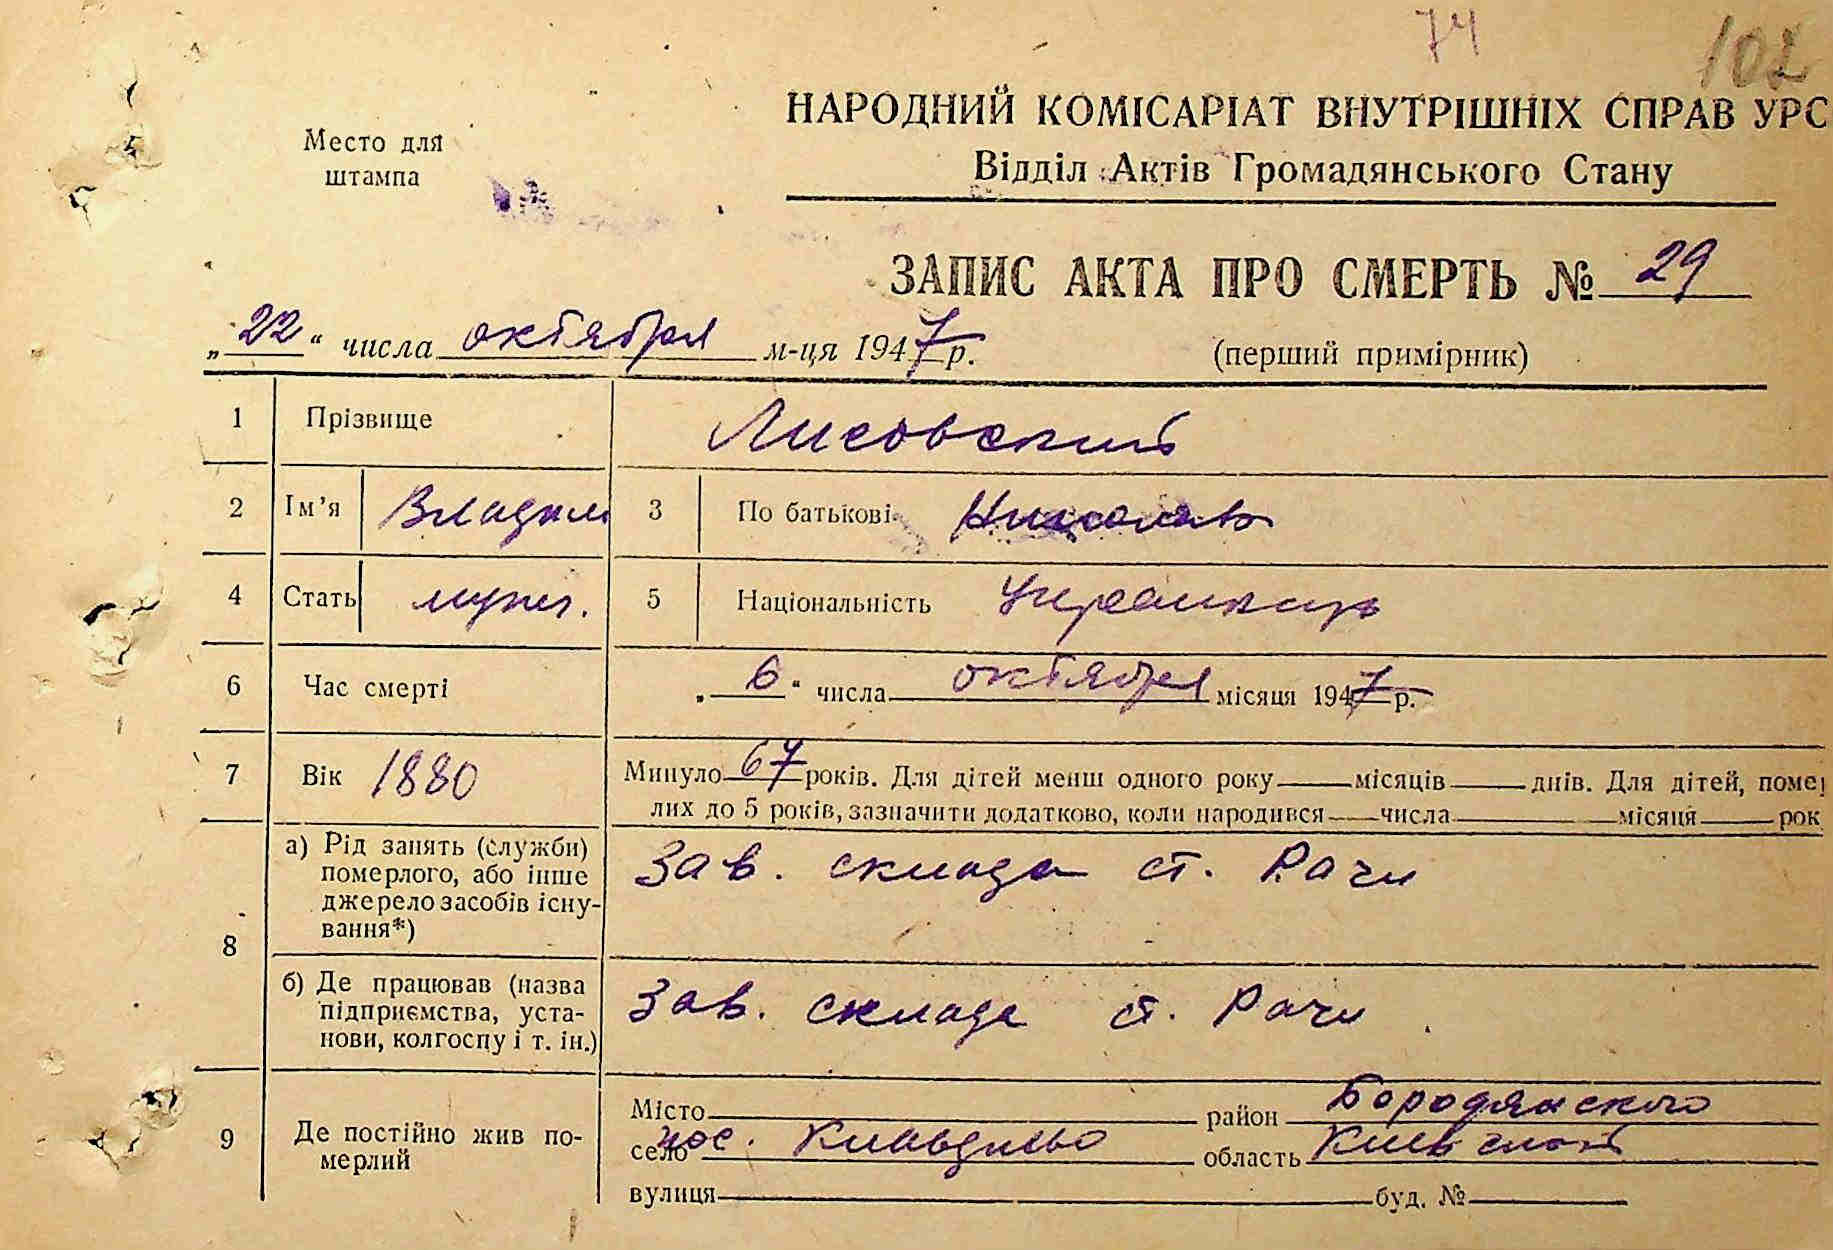 74
102
НАРОДНИЙ КОМІСАРІАТ ВНУТРІШНІХ СПРАВ УРС
Відділ Актів Громадянського Стану
Место для
штампа
ЗАПИС АКТА ПРО СМЕРТЬ № 29
„22“ числа октября м-ця 1947 р. (перший примірник)
1 Прізвище Лисовский
2 Ім’я Владим 3 По батькові Николаев
4 Стать мужч. 5 Національність Украинец
6 Час смерті „6“ числа октября місяця 1947 р.
7 Вік 1880 Минуло 67 років. Для дітей менш одного року місяців днів. Для дітей, помер
лих до 5 років, зазначити додатково, коли народився числа місяця рок
8 а) Рід занять (служби) померлого, або інше джерело засобів існування*) Зав. склада ст. Рачи
б) Де працював (назва підприємства, установи, колгоспу і т. ін.) Зав. склада ст. Рачи
9 Де постійно жив померлий
Місто район Бородянского
село пос. Клавдиево область Киевской
вулиця буд. №